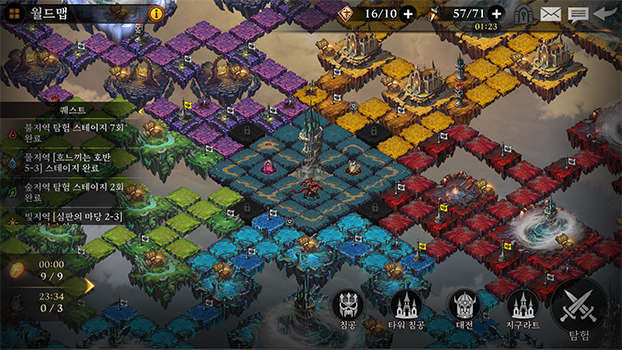 월드맵
16/10
57/71
01:23
퀘스트
불지역 탐험 스테이지 7회
완료
물지역 [흐느끼는 호반
5-3] 스테이지 완료
숲지역 탐험 스테이지 2회
완료
빛지역 [심판의 마당 2-3]
00:00
9/9
23:34
0/3
침공
타워 침공
대전
지구라트
탐험